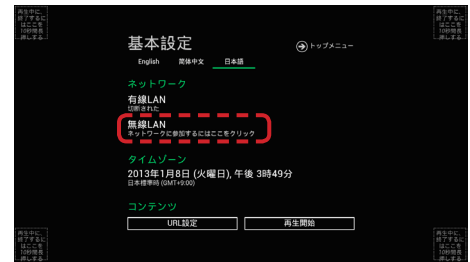 再生中に、
終了するに
はここを
10秒間長
押しする
再生中に、
終了するに
はここを
10秒間長
押しする
基本設定
トップメニュー
English 简体中文 日本語
ネットワーク
有線LAN
切断された
無線LAN
ネットワークに参加するにはここをクリック
タイムゾーン
2013年1月8日 (火曜日), 午後 3時49分
日本標準時 (GMT+9:00)
コンテンツ
URL設定 再生開始
再生中に、
終了するに
はここを
10秒間長
押しする
再生中に、
終了するに
はここを
10秒間長
押しする